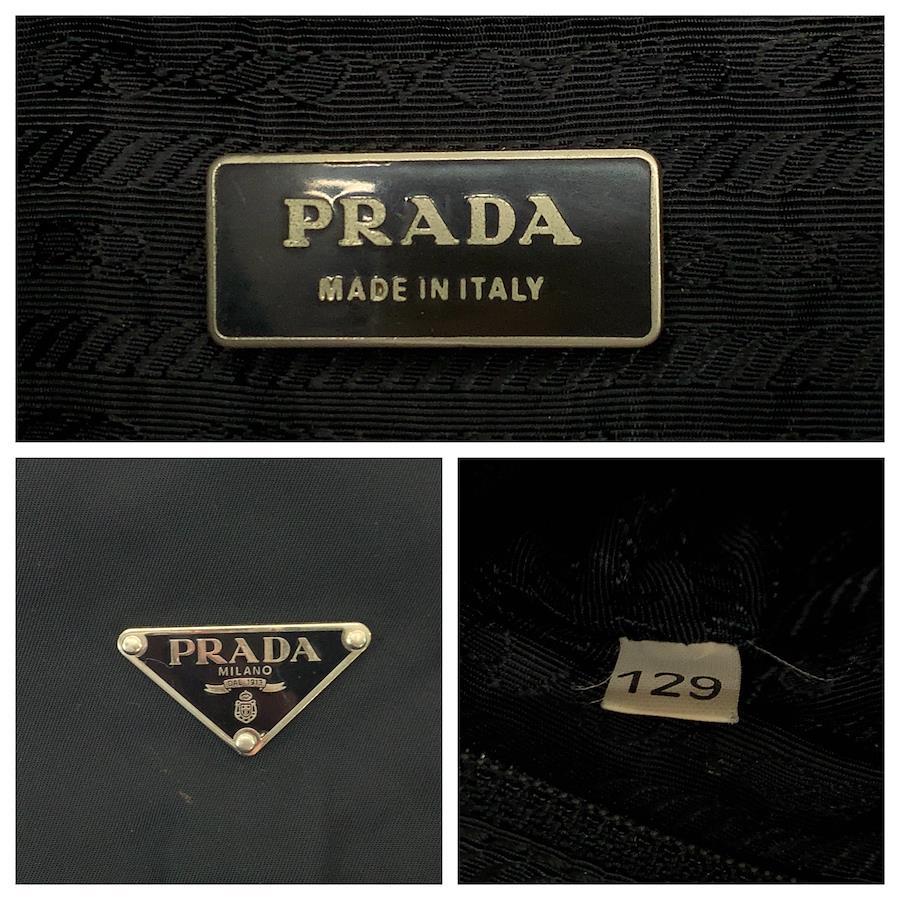 PRADA
MADE IN ITALY
PRADA
MILANO
DAL 1913
129